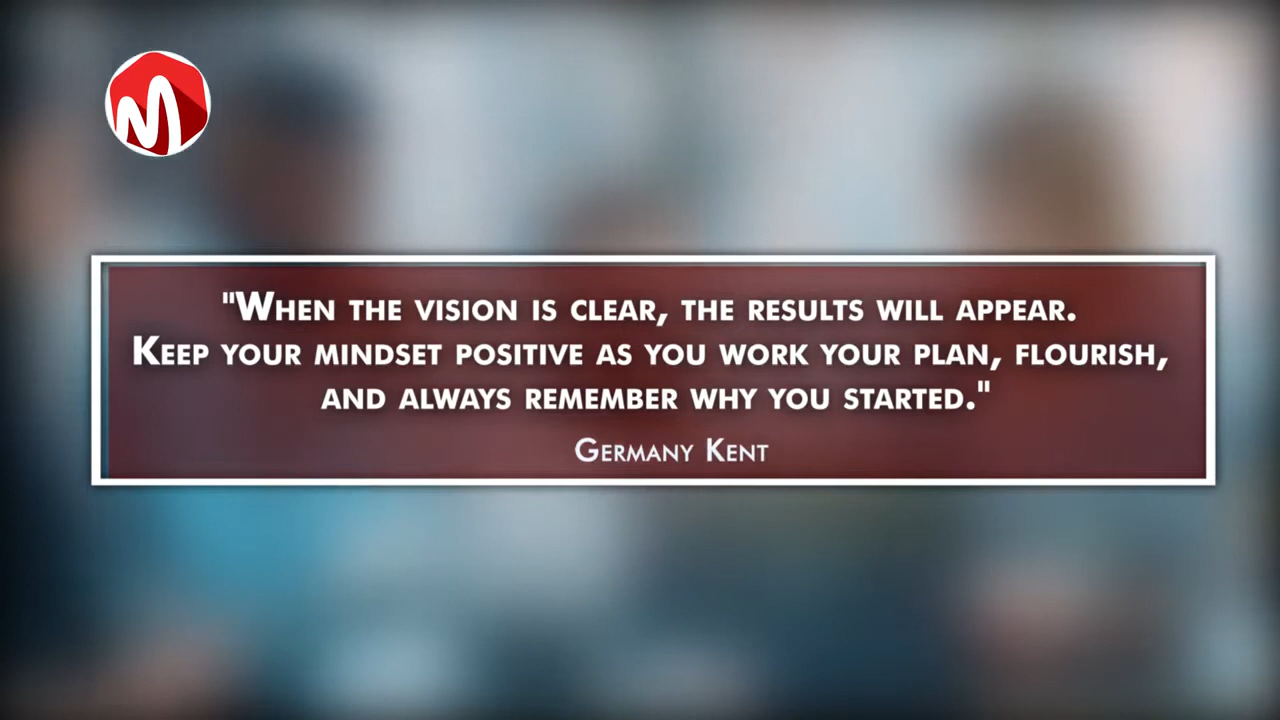 "When the vision is clear, the results will appear.
Keep your mindset positive as you work your plan, flourish,
and always remember why you started."
Germany Kent